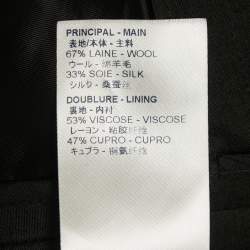 PRINCIPAL - MAIN
表地/本体 - 主料
67% LAINE - WOOL
ウール - 绵羊毛
33% SOIE - SILK
シルク - 桑蚕丝
DOUBLURE - LINING
裏地 - 内衬
53% VISCOSE - VISCOSE
レーヨン - 粘胶纤维
47% CUPRO - CUPRO
キュプラ - 铜氨纤维